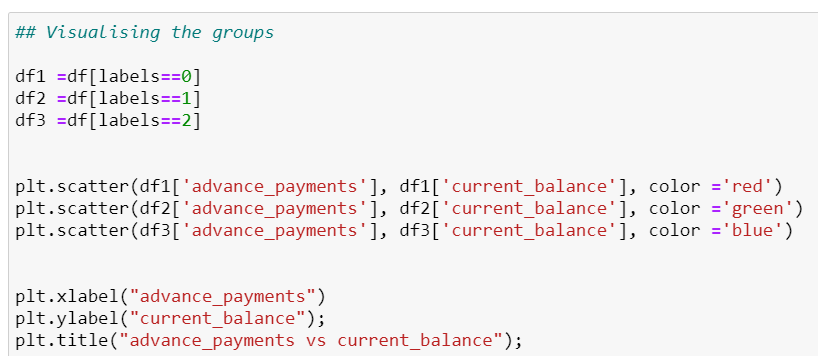 ## Visualising the groups
df1 =df[labels==0]
df2 =df[labels==1]
df3 =df[labels==2]
plt.scatter(df1['advance_payments'], df1['current_balance'], color ='red')
plt.scatter(df2['advance_payments'], df2['current_balance'], color ='green')
plt.scatter(df3['advance_payments'], df3['current_balance'], color ='blue')
plt.xlabel("advance_payments")
plt.ylabel("current_balance");
plt.title("advance_payments vs current_balance");